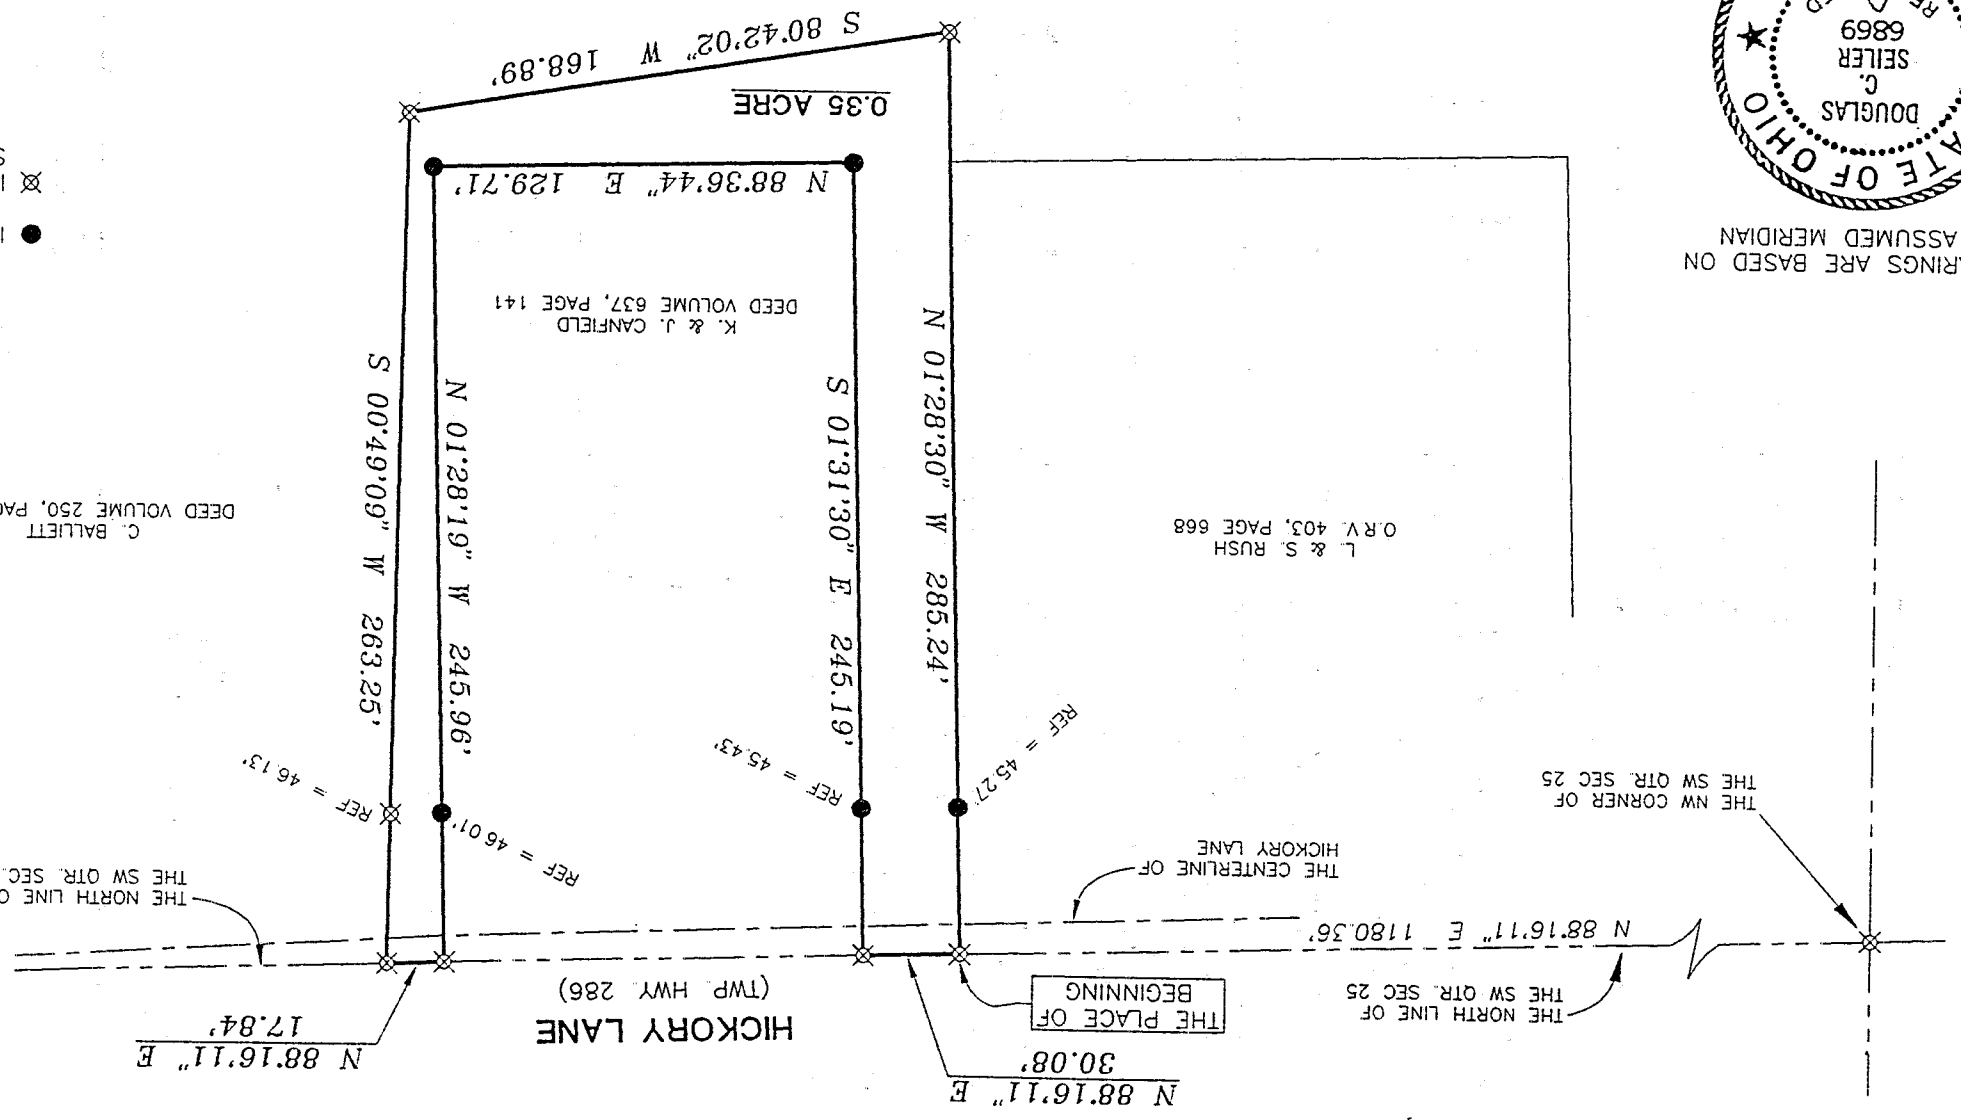 N 88°16'11" E
30.08'
N 88°16'11" E
17.84'
THE PLACE OF
BEGINNING
HICKORY LANE
(TWP. HWY. 286)
THE NORTH LINE OF
THE SW QTR. SEC 25
N 88°16'11" E 1180.36'
THE NW CORNER OF
THE SW QTR. SEC 25
THE CENTERLINE OF
HICKORY LANE
THE NORTH LINE O
THE SW QTR. SEC.
REF = 45.27'
REF = 45.43'
REF = 46.01'
REF = 46.13'
L. & S. RUSH
O.R.V. 403, PAGE 668
N 01°28'30" W 285.24'
S 01°31'30" E 245.19'
N 01°28'19" W 245.96'
S 00°49'09" W 263.25'
C. BALLIETT
DEED VOLUME 250, PAG
K. & J. CANFIELD
DEED VOLUME 637, PAGE 141
N 88°36'44" E 129.71'
0.35 ACRE
S 80°42'02" W 168.89'
ARINGS ARE BASED ON
ASSUMED MERIDIAN
ATE OF OHIO
DOUGLAS
C.
SEILER
6869